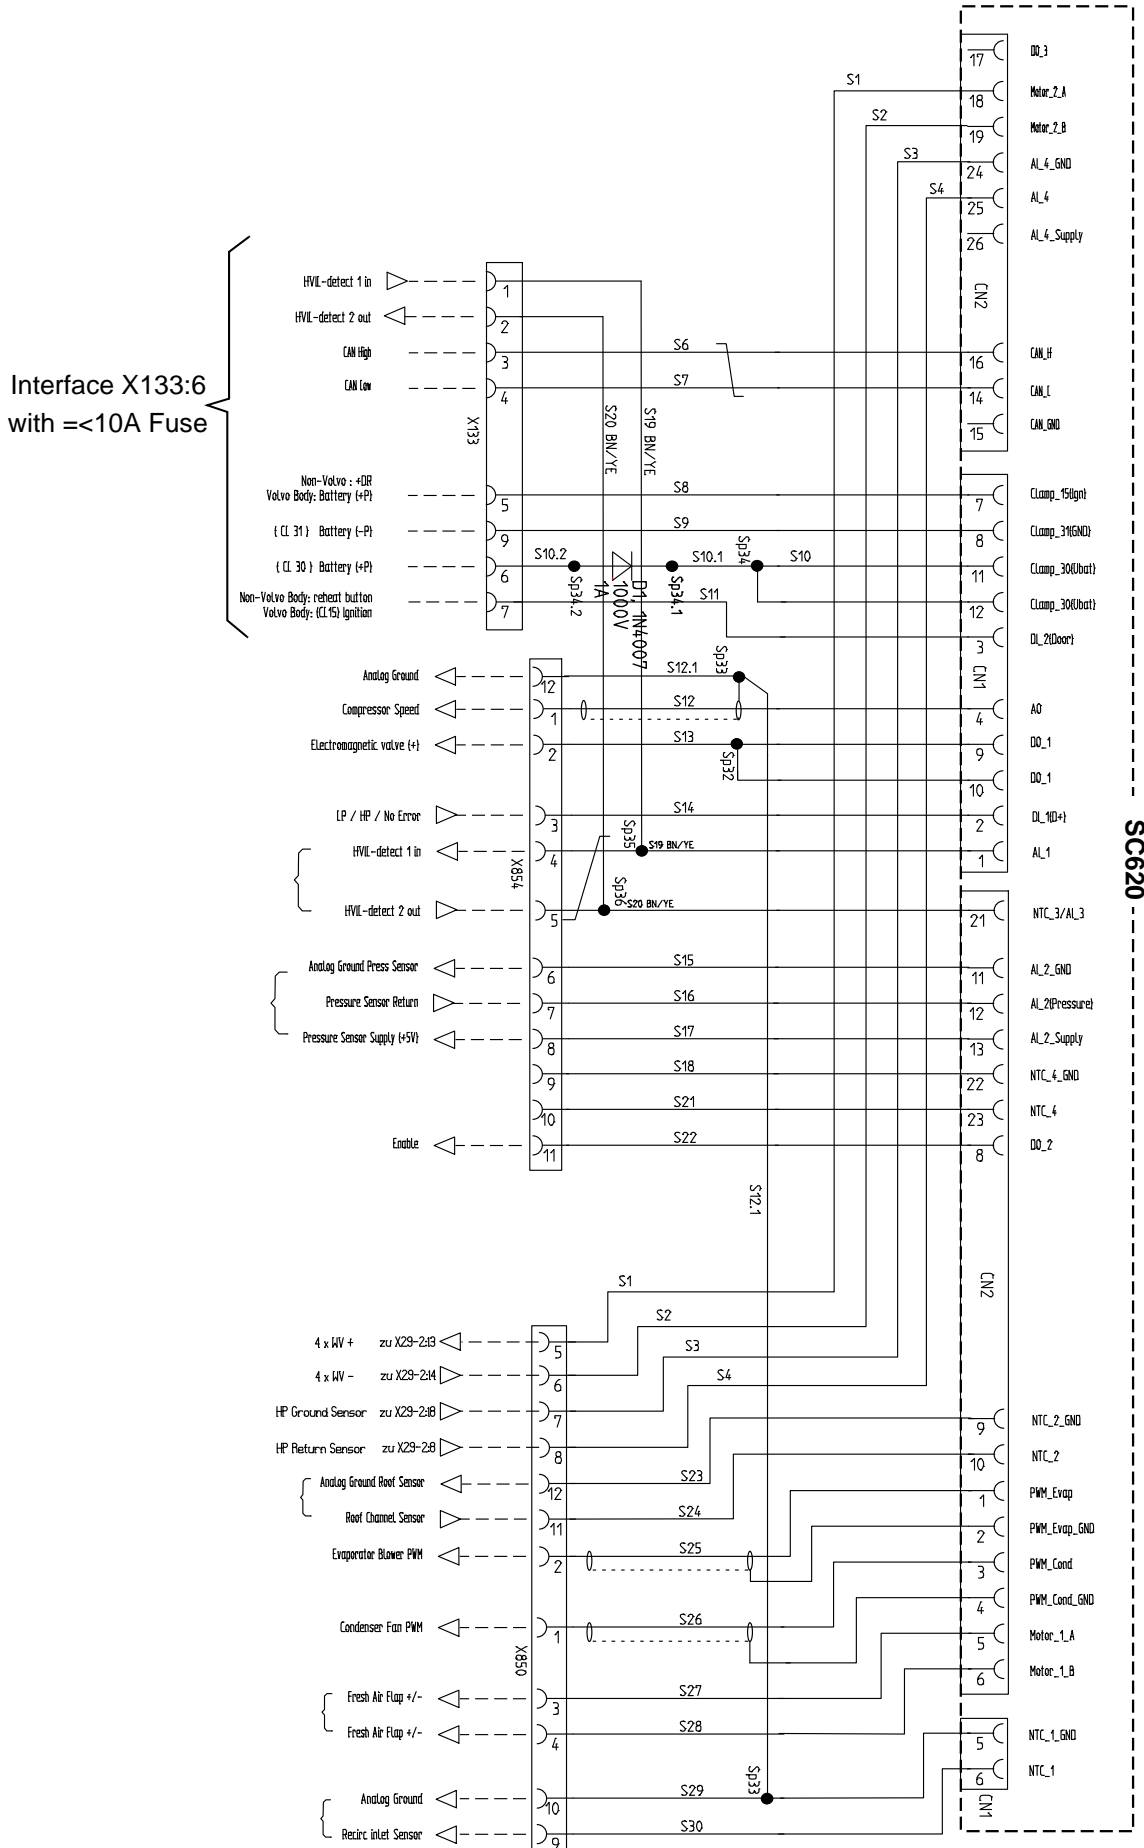 17 DO_3
S1 18 Motor_2_A
S2 19 Motor_2_B
S3 24 AI_4_GND
S4 25 AI_4
26 AI_4_Supply
CN2
HVIL-detect 1 in 1
HVIL-detect 2 out 2
CAN High 3 S6 16 CAN_H
CAN Low 4 S7 14 CAN_L
15 CAN_GND
Interface X133:6
with =<10A Fuse
X133
S20 BN/YE
S19 BN/YE
Non-Volvo : +DR
Volvo Body: Battery (+P) 5 S8 7 Clamp_15(Ign)
( Cl. 31 ) Battery (-P) 9 S9 8 Clamp_31(GND)
( Cl. 30 ) Battery (+P) 6 S10.2 Sp34.2 S10.1 Sp34.1 Sp34 S10 11 Clamp_30(Ubat)
12 Clamp_30(Ubat)
D1, 1N4007
1000V
1A
Non-Volvo Body: reheat button
Volvo Body: (Cl.15) Ignition 7 S11 3 DI_2(Door)
CN1
Analog Ground 12 S12.1 Sp33
Compressor Speed 1 S12 4 AO
Electromagnetic valve (+) 2 S13 Sp32 9 DO_1
10 DO_1
LP / HP / No Error 3 S14 2 DI_1(D+)
HVIL-detect 1 in 4 Sp35 S19 BN/YE 1 AI_1
X854
SC620
HVIL-detect 2 out 5 Sp36 S20 BN/YE 21 NTC_3/AI_3
Analog Ground Press Sensor 6 S15 11 AI_2_GND
Pressure Sensor Return 7 S16 12 AI_2(Pressure)
Pressure Sensor Supply (+5V) 8 S17 13 AI_2_Supply
9 S18 22 NTC_4_GND
10 S21 23 NTC_4
Enable 11 S22 8 DO_2
S12.1
CN2
S1
4 x WV + zu X29-2:13 5
S2
4 x WV - zu X29-2:14 6
S3
HP Ground Sensor zu X29-2:18 7
S4
HP Return Sensor zu X29-2:8 8
9 NTC_2_GND
10 NTC_2
Analog Ground Roof Sensor 12 S23
1 PWM_Evap
Roof Channel Sensor 11 S24
2 PWM_Evap_GND
Evaporator Blower PWM 2 S25
3 PWM_Cond
4 PWM_Cond_GND
Condenser Fan PWM 1 S26
5 Motor_1_A
X850
6 Motor_1_B
Fresh Air Flap +/- 3 S27
Fresh Air Flap +/- 4 S28
5 NTC_1_GND
6 NTC_1
Analog Ground 10 S29 Sp33
CN1
Recirc inlet Sensor 9 S30